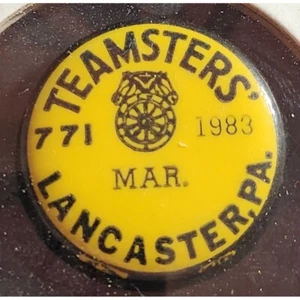 TEAMSTERS'
771 1983
MAR.
LANCASTER, PA.